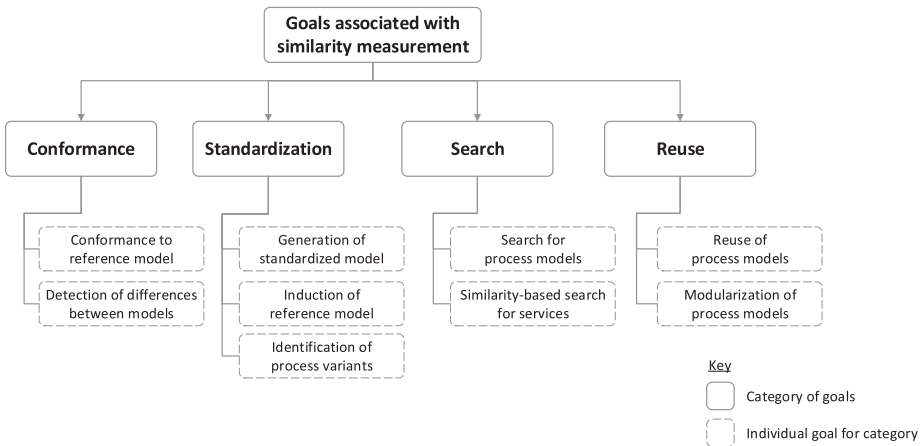 Goals associated with
similarity measurement
Conformance
Standardization
Search
Reuse
Conformance to
reference model
Detection of differences
between models
Generation of
standardized model
Induction of
reference model
Identification of
process variants
Search for
process models
Similarity-based search
for services
Reuse of
process models
Modularization of
process models
Key
Category of goals
Individual goal for category